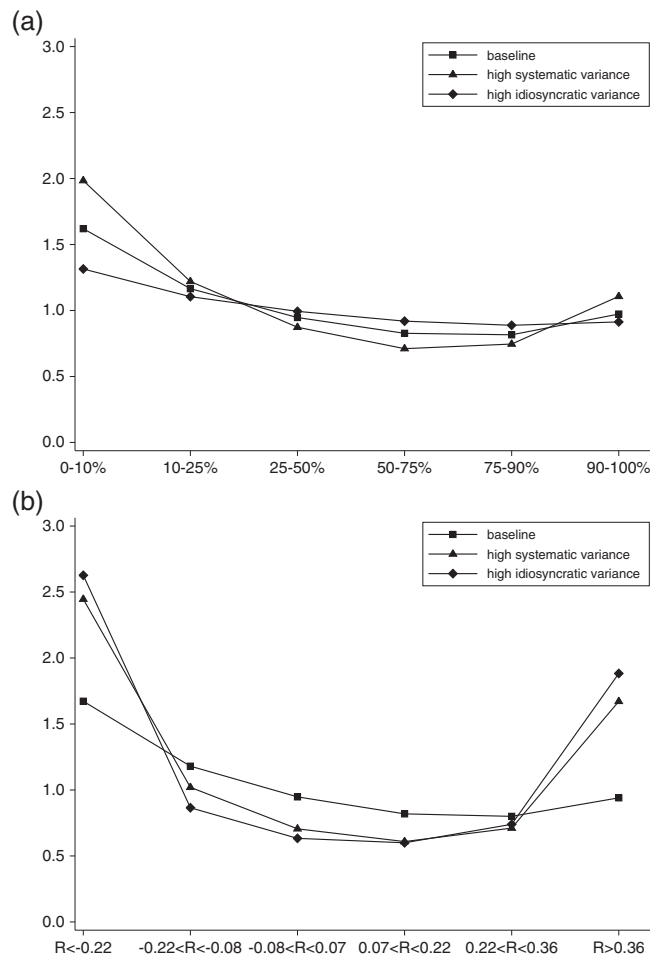 (a)
3.0
2.5
2.0
1.5
1.0
0.5
0.0
baseline
high systematic variance
high idiosyncratic variance
0-10% 10-25% 25-50% 50-75% 75-90% 90-100%
(b)
3.0
2.5
2.0
1.5
1.0
0.5
0.0
baseline
high systematic variance
high idiosyncratic variance
R<-0.22 -0.22<R<-0.08 -0.08<R<0.07 0.07<R<0.22 0.22<R<0.36 R>0.36